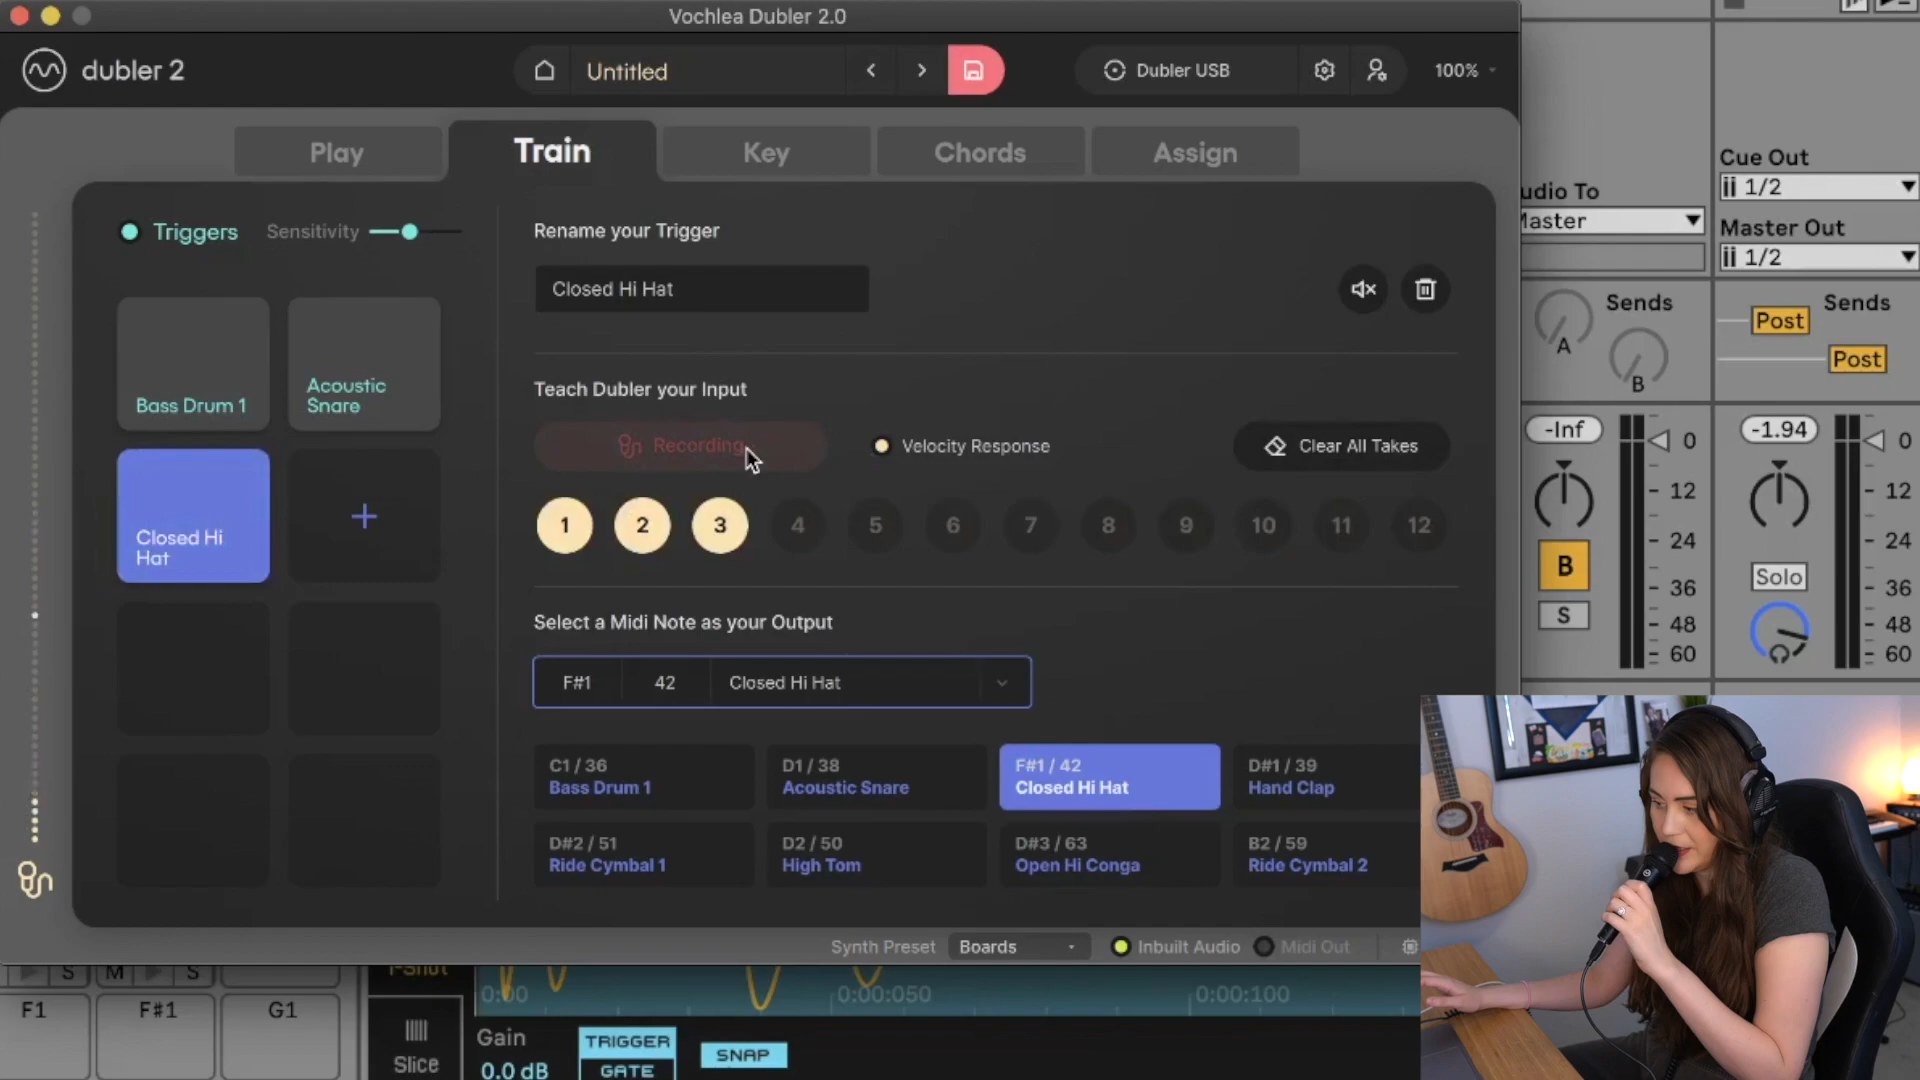 Vochlea Dubler 2.0
dubler 2
Untitled
Dubler USB
100%
Play
Train
Key
Chords
Assign
Triggers
Sensitivity
Bass Drum 1
Acoustic
Snare
Closed Hi
Hat
+
Rename your Trigger
Closed Hi Hat
Teach Dubler your Input
Recording
Velocity Response
Clear All Takes
1 2 3 4 5 6 7 8 9 10 11 12
Select a Midi Note as your Output
F#1 42 Closed Hi Hat
C1 / 36
Bass Drum 1
D1 / 38
Acoustic Snare
F#1 / 42
Closed Hi Hat
D#1 / 39
Hand Clap
D#2 / 51
Ride Cymbal 1
D2 / 50
High Tom
D#3 / 63
Open Hi Conga
B2 / 59
Ride Cymbal 2
Synth Preset
Boards
Inbuilt Audio
Midi Out
udio To
Master
Cue Out
ii 1/2
Master Out
ii 1/2
Sends
A
B
Sends
Post
Post
-Inf
0
12
24
36
48
60
B
S
-1.94
0
12
24
36
48
60
Solo
S
M
S
F1
F#1
G1
1-Shot
Slice
0:00
0:00:050
0:00:100
Gain
0.0 dB
TRIGGER
GATE
SNAP